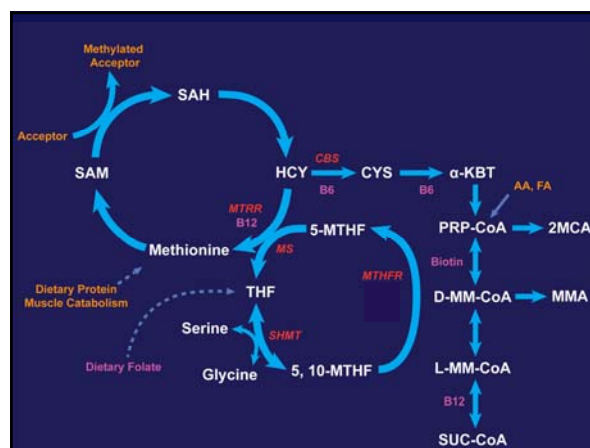 Methylated
Acceptor
SAH
Acceptor
SAM
HCY
CBS
B6
CYS
B6
α-KBT
AA, FA
MTRR
B12
MS
5-MTHF
PRP-CoA
2MCA
Methionine
Biotin
Dietary Protein
Muscle Catabolism
THF
MTHFR
D-MM-CoA
MMA
Serine
SHMT
Dietary Folate
Glycine
5, 10-MTHF
L-MM-CoA
B12
SUC-CoA